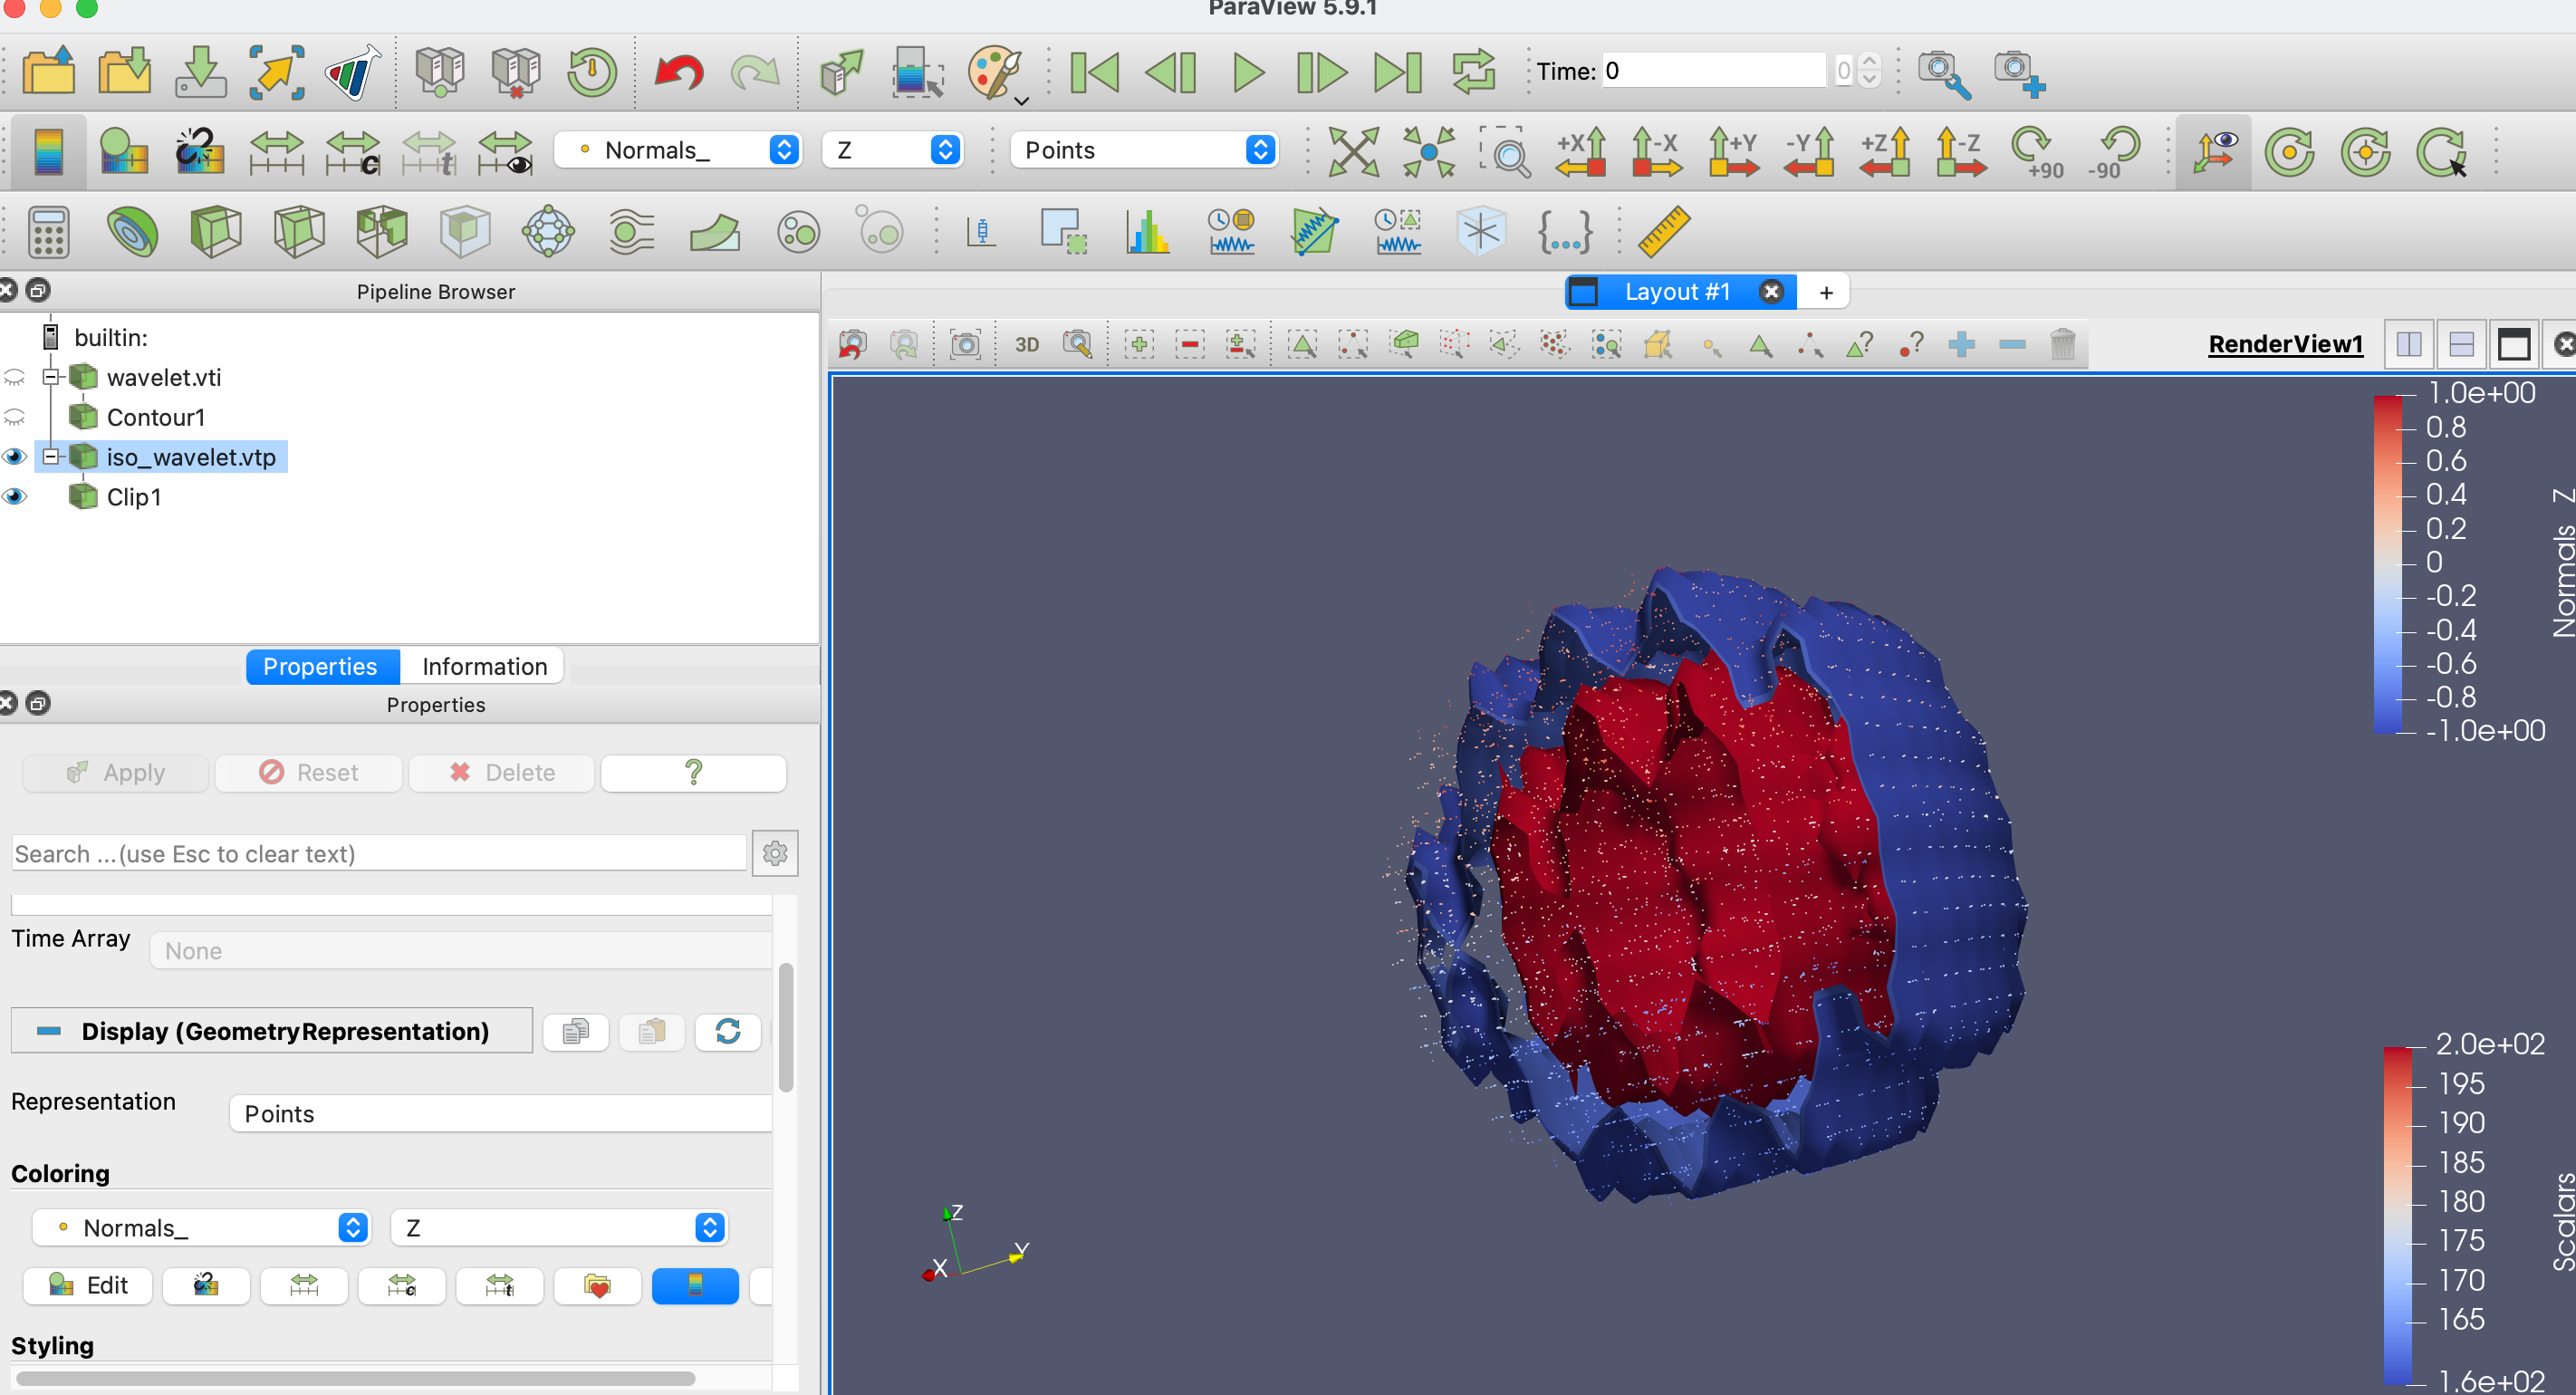 ParaView 5.9.1
Time: 0 0
c t Normals_ Z Points +X -X +Y -Y +Z -Z +90 -90
Pipeline Browser
Layout #1 +
builtin:
3D RenderView1
wavelet.vti
Contour1
iso_wavelet.vtp
Clip1
Properties Information
Properties
Apply Reset Delete ?
Search ... (use Esc to clear text)
Time Array None
Display (GeometryRepresentation)
Representation Points
Coloring
Normals_ Z
Edit c t
Styling
1.0e+00
0.8
0.6
0.4
0.2
0
-0.2
-0.4
-0.6
-0.8
-1.0e+00
Normals_ Z
2.0e+02
195
190
185
180
175
170
165
1.6e+02
Scalars
Z
Y
X